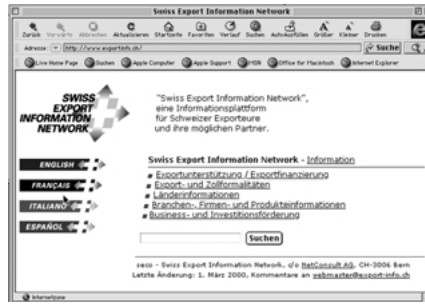 Swiss Export Information Network
Zurück Vorwärts Abbrechen Aktualisieren Startseite Favoriten Verlauf Suchen AutoAusfüllen Größer Kleiner Drucken
Adresse: http://www.exportinfo.ch/ Suche
Live Home Page Suchen Apple Computer Apple Support MSN Office for Macintosh Internet Explorer
SWISS
EXPORT
INFORMATION
NETWORK
"Swiss Export Information Network",
eine Informationsplattform
für Schweizer Exporteure
und ihre möglichen Partner.
ENGLISH
FRANÇAIS
ITALIANO
ESPAÑOL
Swiss Export Information Network - Information
Exportunterstützung / Exportfinanzierung
Export- und Zollformalitäten
Länderinformationen
Branchen-, Firmen- und Produkteinformationen
Business- und Investitionsförderung
Suchen
seco - Swiss Export Information Network, c/o NetConsult AG, CH-3006 Bern
Letzte Änderung: 1. März 2000, Kommentare an webmaster@export-info.ch
Internetzone